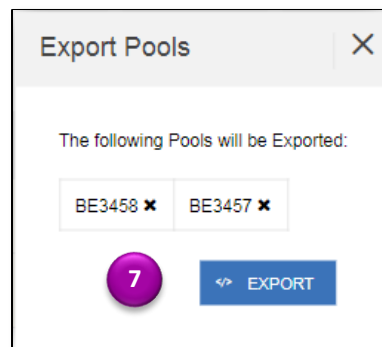 Export Pools ×
The following Pools will be Exported:
BE3458 × BE3457 ×
7 </> EXPORT